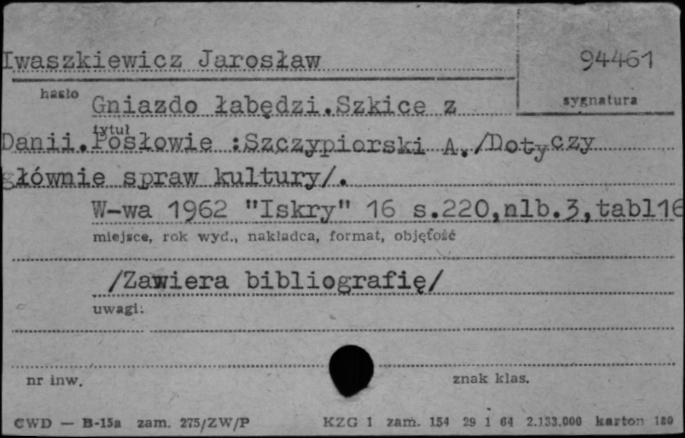 Iwaszkiewicz Jarosław
94461
hasło
sygnatura
Gniazdo łabędzi.Szkice z
tytuł
Danii.Posłowie :Szczypiorski A./Dotyczy
głównie spraw kultury/.
W-wa 1962 "Iskry" 16 s.220,nlb.3,tabl16
miejsce, rok wyd., nakładca, format, objętość
/Zawiera bibliografię/
uwagi:
nr inw.
znak klas.
CWD — B-15a zam. 275/ZW/P
KZG 1 zam. 154 29 1 64 2.133.000 karton 180